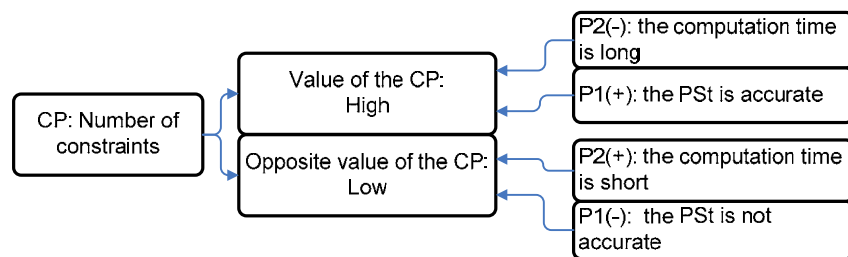 CP: Number of
constraints
Value of the CP:
High
Opposite value of the CP:
Low
P2(-): the computation time
is long
P1(+): the PSt is accurate
P2(+): the computation time
is short
P1(-):  the PSt is not
accurate